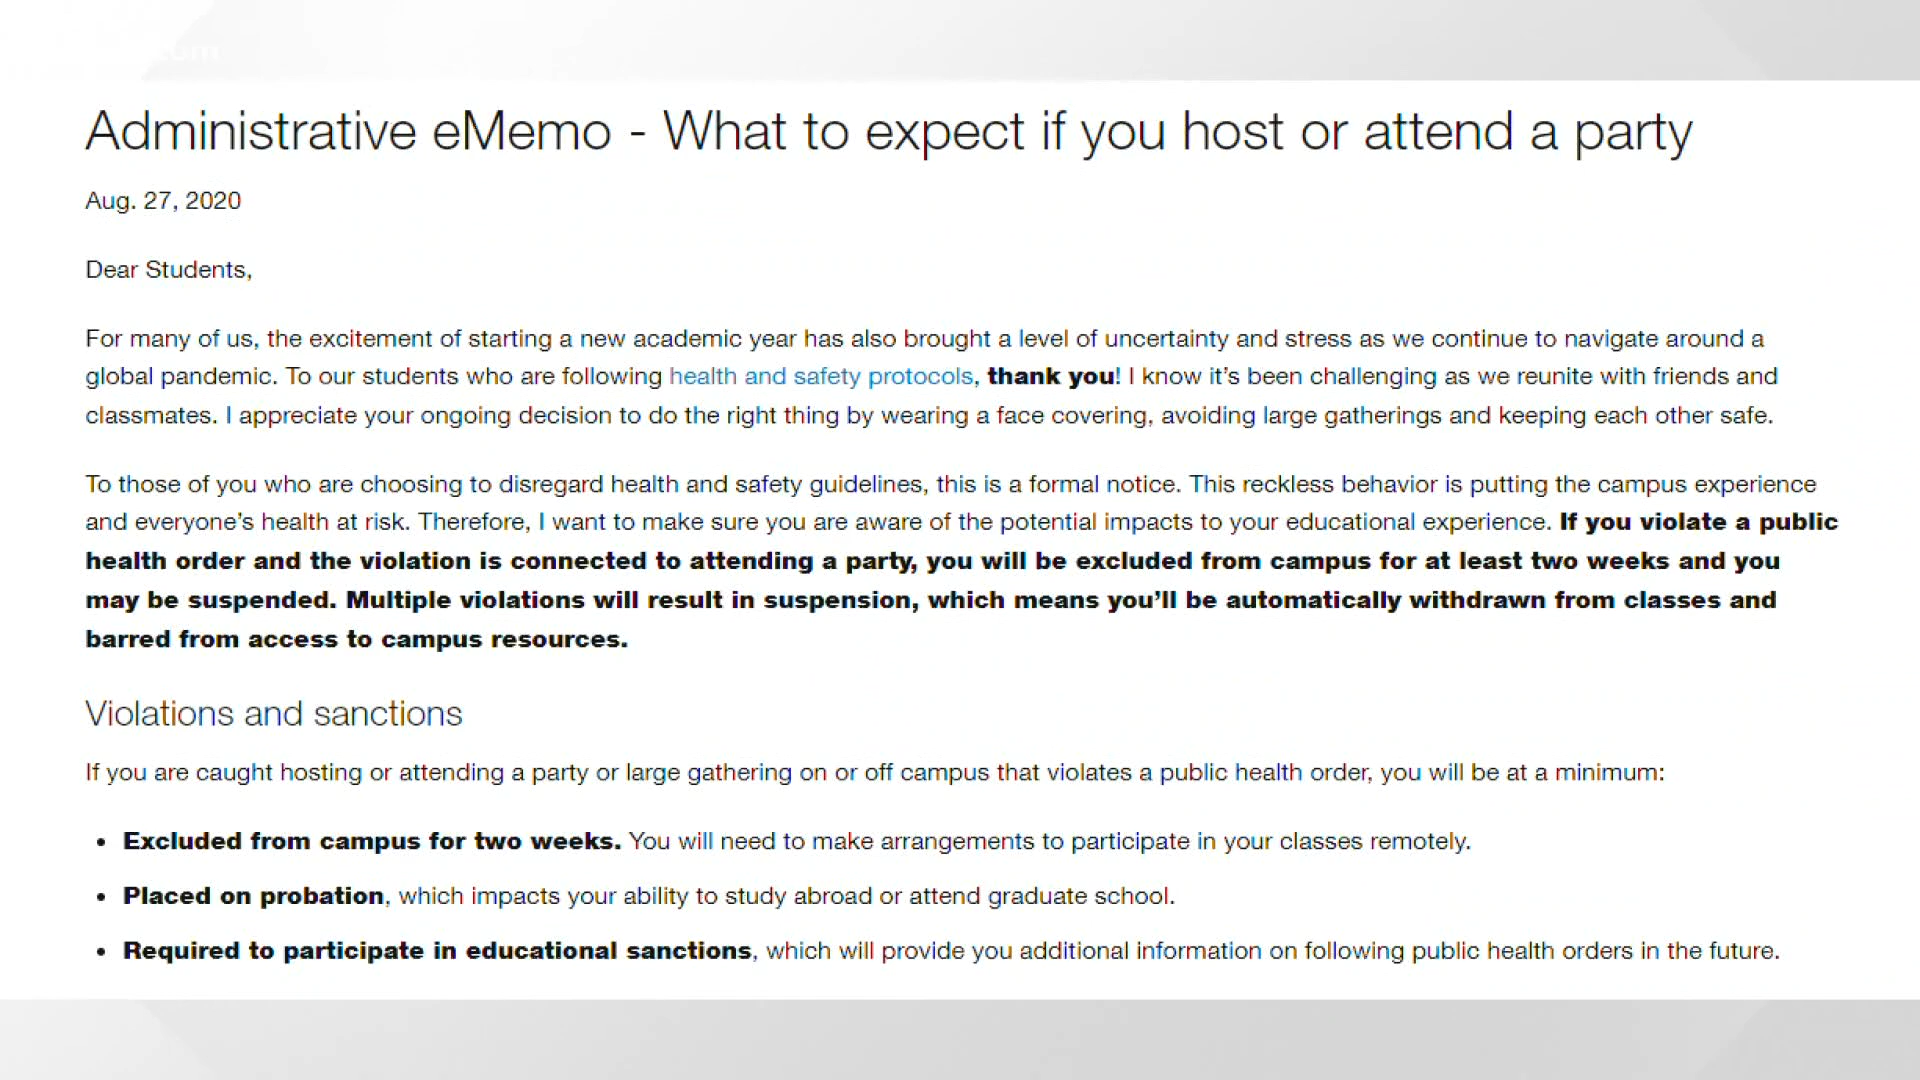 Administrative eMemo - What to expect if you host or attend a party
Aug. 27, 2020
Dear Students,
For many of us, the excitement of starting a new academic year has also brought a level of uncertainty and stress as we continue to navigate around a
global pandemic. To our students who are following health and safety protocols, thank you! I know it’s been challenging as we reunite with friends and
classmates. I appreciate your ongoing decision to do the right thing by wearing a face covering, avoiding large gatherings and keeping each other safe.
To those of you who are choosing to disregard health and safety guidelines, this is a formal notice. This reckless behavior is putting the campus experience
and everyone’s health at risk. Therefore, I want to make sure you are aware of the potential impacts to your educational experience. If you violate a public
health order and the violation is connected to attending a party, you will be excluded from campus for at least two weeks and you
may be suspended. Multiple violations will result in suspension, which means you’ll be automatically withdrawn from classes and
barred from access to campus resources.
Violations and sanctions
If you are caught hosting or attending a party or large gathering on or off campus that violates a public health order, you will be at a minimum:
• Excluded from campus for two weeks. You will need to make arrangements to participate in your classes remotely.
• Placed on probation, which impacts your ability to study abroad or attend graduate school.
• Required to participate in educational sanctions, which will provide you additional information on following public health orders in the future.